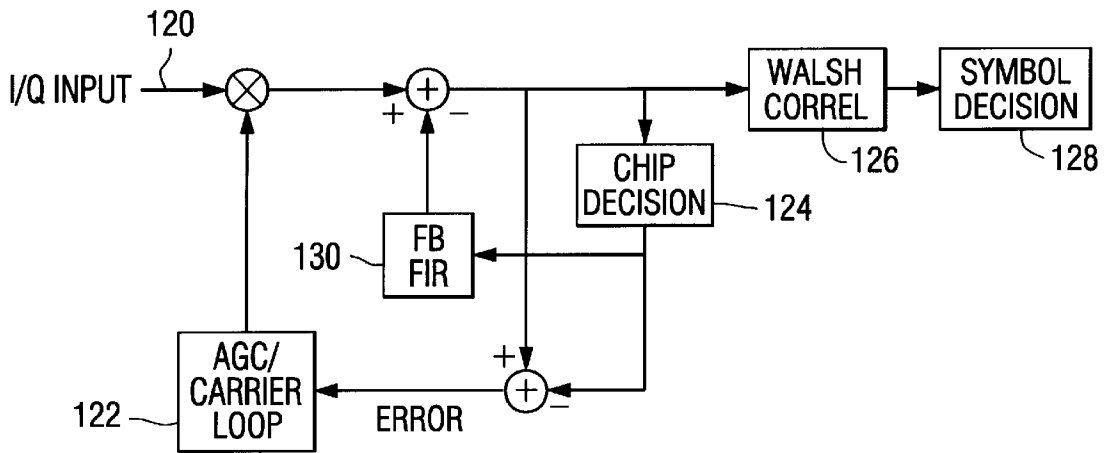 120
I/Q INPUT
+
+
−
WALSH
CORREL
126
SYMBOL
DECISION
128
CHIP
DECISION
124
130
FB
FIR
+
+
−
AGC/
CARRIER
LOOP
122
ERROR